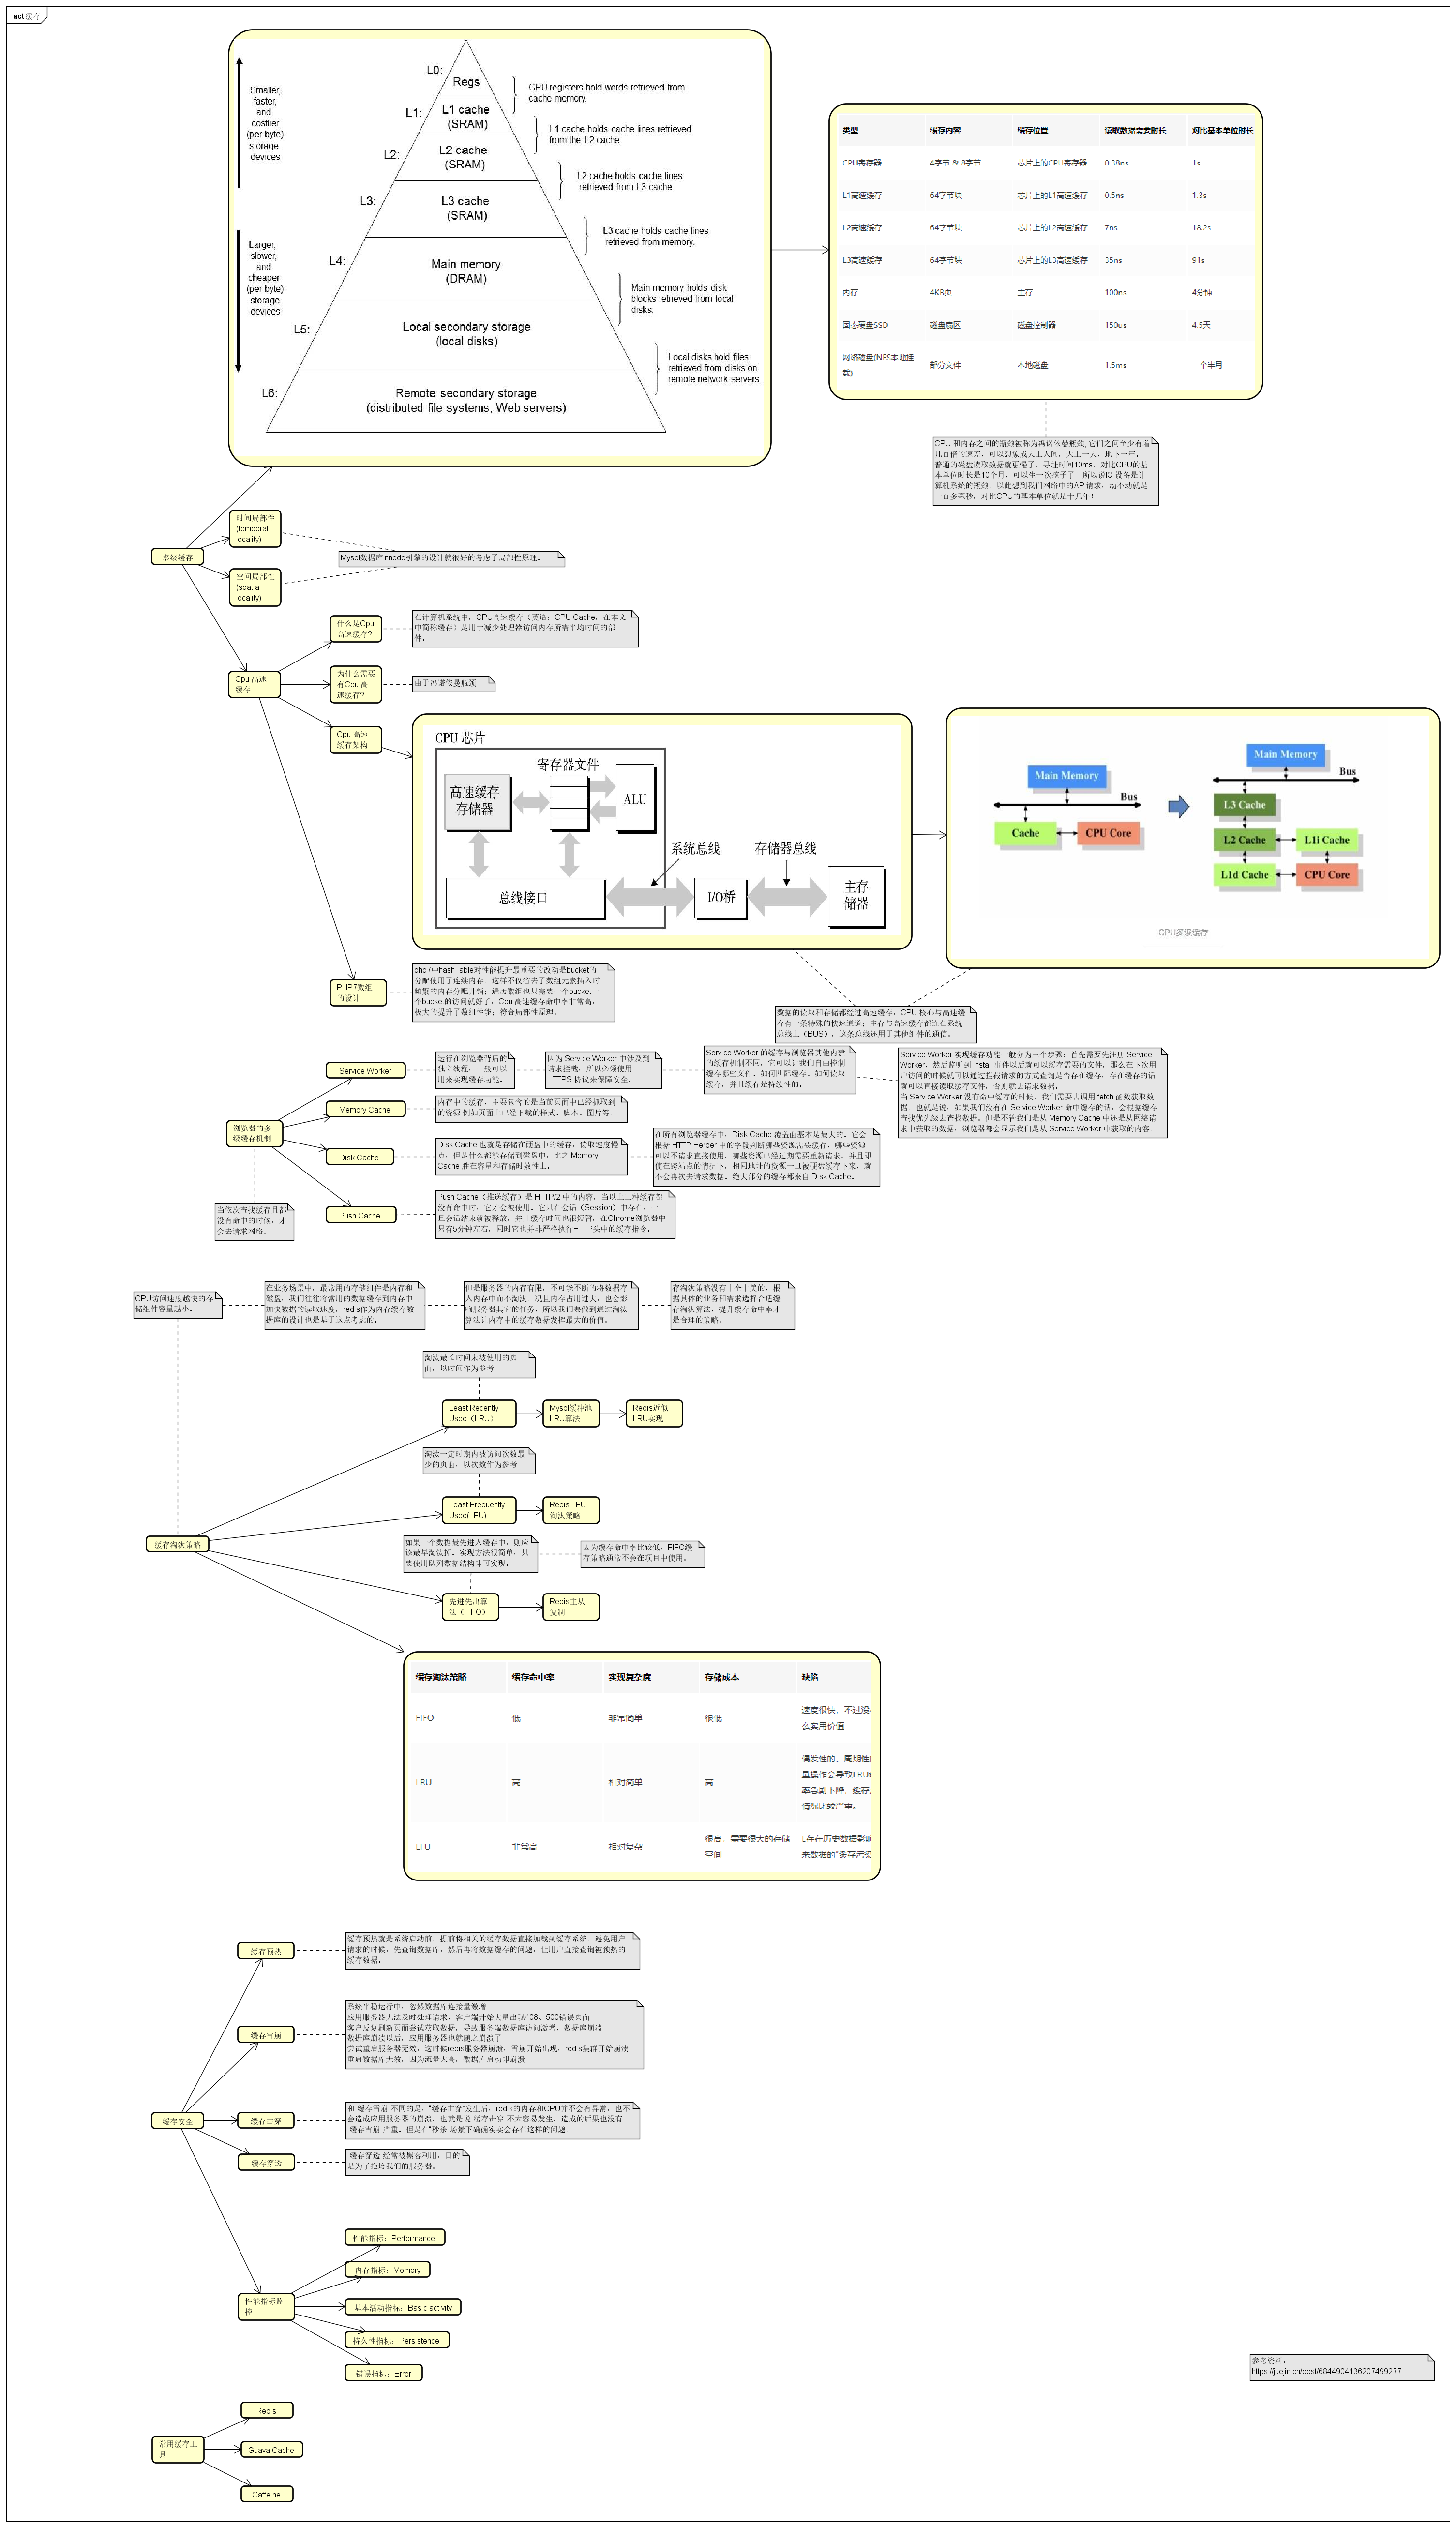 act 缓存
L0:
Regs
CPU registers hold words retrieved from
cache memory.
Smaller,
faster,
and
costlier
(per byte)
storage
devices
L1:
L1 cache
(SRAM)
L1 cache holds cache lines retrieved
from the L2 cache.
L2:
L2 cache
(SRAM)
L2 cache holds cache lines
retrieved from L3 cache
L3:
L3 cache
(SRAM)
L3 cache holds cache lines
retrieved from memory.
Larger,
slower,
and
cheaper
(per byte)
storage
devices
L4:
Main memory
(DRAM)
Main memory holds disk
blocks retrieved from local
disks.
L5:
Local secondary storage
(local disks)
Local disks hold files
retrieved from disks on
remote network servers.
L6:
Remote secondary storage
(distributed file systems, Web servers)
类型 缓存内容 缓存位置 读取数据需要时长 对比基本单位时长
CPU寄存器 4字节 & 8字节 芯片上的CPU寄存器 0.38ns 1s
L1高速缓存 64字节块 芯片上的L1高速缓存 0.5ns 1.3s
L2高速缓存 64字节块 芯片上的L2高速缓存 7ns 18.2s
L3高速缓存 64字节块 芯片上的L3高速缓存 35ns 91s
内存 4KB页 主存 100ns 4分钟
固态硬盘SSD 磁盘扇区 磁盘控制器 150us 4.5天
网络磁盘(NFS本地挂
载) 部分文件 本地磁盘 1.5ms 一个半月
CPU 和内存之间的瓶颈被称为冯诺依曼瓶颈, 它们之间至少有着
几百倍的速差，可以想象成天上人间，天上一天，地下一年。
普通的磁盘读取数据就更慢了，寻址时间10ms，对比CPU的基
本单位时长是10个月，可以生一次孩子了！所以说IO 设备是计
算机系统的瓶颈。以此想到我们网络中的API请求，动不动就是
一百多毫秒，对比CPU的基本单位就是十几年！
多级缓存
时间局部性
(temporal
locality)
空间局部性
(spatial
locality)
Mysql数据库Innodb引擎的设计就很好的考虑了局部性原理。
Cpu 高速
缓存
什么是Cpu
高速缓存?
在计算机系统中，CPU高速缓存（英语：CPU Cache，在本文
中简称缓存）是用于减少处理器访问内存所需平均时间的部
件。
为什么需要
有Cpu 高
速缓存?
由于冯诺依曼瓶颈
Cpu 高速
缓存架构
CPU 芯片
寄存器文件
高速缓存
存储器
ALU
系统总线
存储器总线
总线接口
I/O桥
主存
储器
Main Memory
Bus
Cache
CPU Core
Main Memory
Bus
L3 Cache
L2 Cache
L1i Cache
L1d Cache
CPU Core
CPU多级缓存
PHP7数组
的设计
php7中hashTable对性能提升最重要的改动是bucket的
分配使用了连续内存。这样不仅省去了数组元素插入时
频繁的内存分配开销；遍历数组也只需要一个bucket一
个bucket的访问就好了，Cpu 高速缓存命中率非常高，
极大的提升了数组性能；符合局部性原理。
数据的读取和存储都经过高速缓存，CPU 核心与高速缓
存有一条特殊的快速通道；主存与高速缓存都连在系统
总线上（BUS），这条总线还用于其他组件的通信。
浏览器的多
级缓存机制
当依次查找缓存且都
没有命中的时候，才
会去请求网络。
Service Worker
运行在浏览器背后的
独立线程，一般可以
用来实现缓存功能。
因为 Service Worker 中涉及到
请求拦截，所以必须使用
HTTPS 协议来保障安全。
Service Worker 的缓存与浏览器其他内建
的缓存机制不同，它可以让我们自由控制
缓存哪些文件、如何匹配缓存、如何读取
缓存，并且缓存是持续性的。
Service Worker 实现缓存功能一般分为三个步骤：首先需要先注册 Service
Worker，然后监听到 install 事件以后就可以缓存需要的文件，那么在下次用
户访问的时候就可以通过拦截请求的方式查询是否存在缓存，存在缓存的话
就可以直接读取缓存文件，否则就去请求数据。
当 Service Worker 没有命中缓存的时候，我们需要去调用 fetch 函数获取数
据。也就是说，如果我们没有在 Service Worker 命中缓存的话，会根据缓存
查找优先级去查找数据。但是不管我们是从 Memory Cache 中还是从网络请
求中获取的数据，浏览器都会显示我们是从 Service Worker 中获取的内容。
Memory Cache
内存中的缓存，主要包含的是当前页面中已经抓取到
的资源,例如页面上已经下载的样式、脚本、图片等。
Disk Cache
Disk Cache 也就是存储在硬盘中的缓存，读取速度慢
点，但是什么都能存储到磁盘中，比之 Memory
Cache 胜在容量和存储时效性上。
在所有浏览器缓存中，Disk Cache 覆盖面基本是最大的。它会
根据 HTTP Herder 中的字段判断哪些资源需要缓存，哪些资源
可以不请求直接使用，哪些资源已经过期需要重新请求。并且即
使在跨站点的情况下，相同地址的资源一旦被硬盘缓存下来，就
不会再次去请求数据。绝大部分的缓存都来自 Disk Cache。
Push Cache
Push Cache（推送缓存）是 HTTP/2 中的内容，当以上三种缓存都
没有命中时，它才会被使用。它只在会话（Session）中存在，一
旦会话结束就被释放，并且缓存时间也很短暂，在Chrome浏览器中
只有5分钟左右，同时它也并非严格执行HTTP头中的缓存指令。
CPU访问速度越快的存
储组件容量越小。
在业务场景中，最常用的存储组件是内存和
磁盘，我们往往将常用的数据缓存到内存中
加快数据的读取速度，redis作为内存缓存数
据库的设计也是基于这点考虑的。
但是服务器的内存有限，不可能不断的将数据存
入内存中而不淘汰。况且内存占用过大，也会影
响服务器其它的任务，所以我们要做到通过淘汰
算法让内存中的缓存数据发挥最大的价值。
存淘汰策略没有十全十美的，根
据具体的业务和需求选择合适缓
存淘汰算法，提升缓存命中率才
是合理的策略。
淘汰最长时间未被使用的页
面，以时间作为参考
Least Recently
Used（LRU）
Mysql缓冲池
LRU算法
Redis近似
LRU实现
淘汰一定时期内被访问次数最
少的页面，以次数作为参考
Least Frequently
Used(LFU)
Redis LFU
淘汰策略
缓存淘汰策略
如果一个数据最先进入缓存中，则应
该最早淘汰掉。实现方法很简单，只
要使用队列数据结构即可实现。
因为缓存命中率比较低，FIFO缓
存策略通常不会在项目中使用。
先进先出算
法（FIFO）
Redis主从
复制
缓存淘汰策略 缓存命中率 实现复杂度 存储成本 缺陷
FIFO 低 非常简单 很低 速度很快，不过没
么实用价值
LRU 高 相对简单 高 偶发性的、周期性
量操作会导致LRU
率急剧下降，缓存
情况比较严重。
LFU 非常高 相对复杂 很高，需要很大的存储
空间 L存在历史数据影响
来数据的"缓存污染
缓存预热
缓存预热就是系统启动前，提前将相关的缓存数据直接加载到缓存系统。避免用户
请求的时候，先查询数据库，然后再将数据缓存的问题，让用户直接查询被预热的
缓存数据。
缓存雪崩
系统平稳运行中，忽然数据库连接量激增
应用服务器无法及时处理请求，客户端开始大量出现408、500错误页面
客户反复刷新页面尝试获取数据，导致服务端数据库访问激增，数据库崩溃
数据库崩溃以后，应用服务器也就随之崩溃了
尝试重启服务器无效，这时候redis服务器崩溃，雪崩开始出现，redis集群开始崩溃
重启数据库无效，因为流量太高，数据库启动即崩溃
缓存安全
缓存击穿
和"缓存雪崩"不同的是，"缓存击穿"发生后，redis的内存和CPU并不会有异常，也不
会造成应用服务器的崩溃，也就是说"缓存击穿"不太容易发生，造成的后果也没有
"缓存雪崩"严重。但是在"秒杀"场景下确确实实会存在这样的问题。
缓存穿透
"缓存穿透"经常被黑客利用，目的
是为了拖垮我们的服务器。
性能指标监
控
性能指标：Performance
内存指标：Memory
基本活动指标：Basic activity
持久性指标：Persistence
错误指标：Error
参考资料：
https://juejin.cn/post/6844904136207499277
常用缓存工
具
Redis
Guava Cache
Caffeine